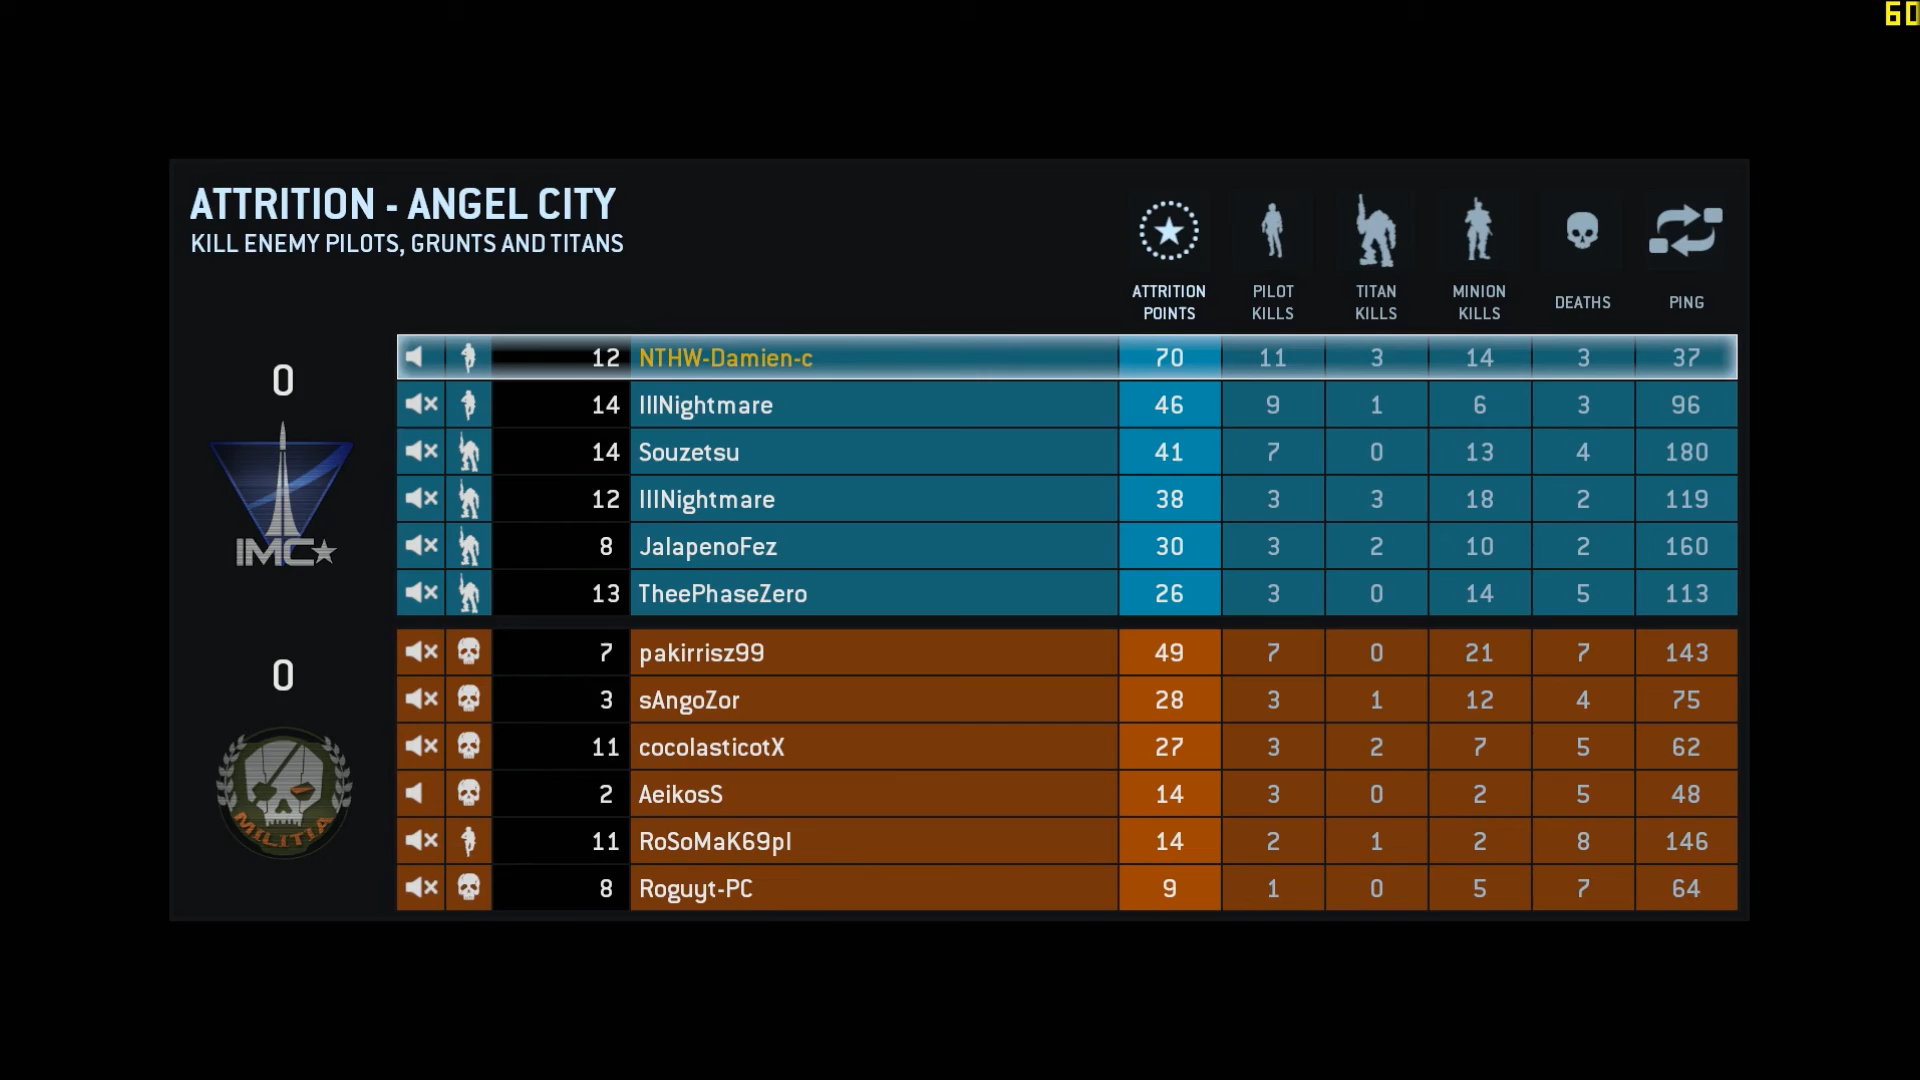 60
ATTRITION - ANGEL CITY
KILL ENEMY PILOTS, GRUNTS AND TITANS
ATTRITION POINTS PILOT KILLS TITAN KILLS MINION KILLS DEATHS PING
0
IMC
12 NTHW-Damien-c 70 11 3 14 3 37
14 IIINightmare 46 9 1 6 3 96
14 Souzetsu 41 7 0 13 4 180
12 IIINightmare 38 3 3 18 2 119
8 JalapenoFez 30 3 2 10 2 160
13 TheePhaseZero 26 3 0 14 5 113
0
MILITIA
7 pakirrisz99 49 7 0 21 7 143
3 sAngoZor 28 3 1 12 4 75
11 cocolasticotX 27 3 2 7 5 62
2 AeikosS 14 3 0 2 5 48
11 RoSoMaK69pl 14 2 1 2 8 146
8 Roguyt-PC 9 1 0 5 7 64